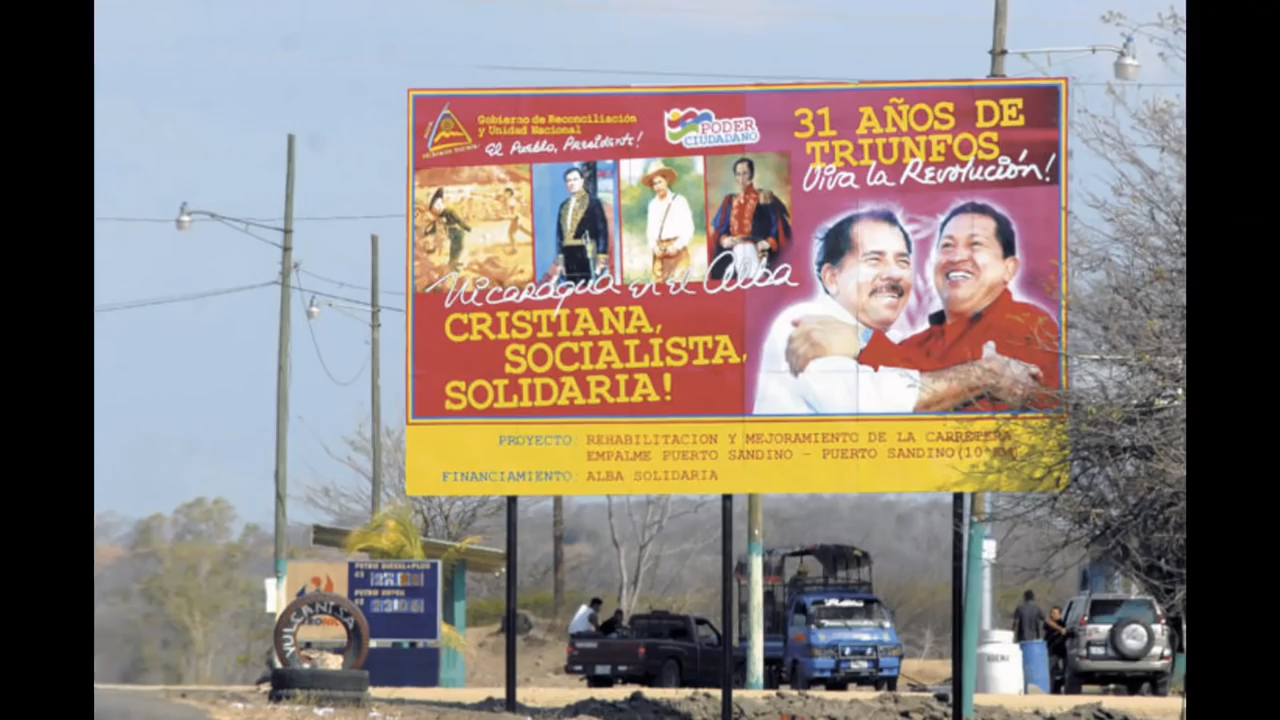 Gobierno de Reconciliación
y Unidad Nacional
El Pueblo, Presidente!
PODER
CIUDADANO
31 AÑOS DE
TRIUNFOS
Viva la Revolución!
Nicaragua en el Alba
CRISTIANA,
SOCIALISTA,
SOLIDARIA!
PROYECTO: REHABILITACION Y MEJORAMIENTO DE LA CARRETERA
EMPALME PUERTO SANDINO - PUERTO SANDINO
FINANCIAMIENTO: ALBA SOLIDARIA
VULCANISA